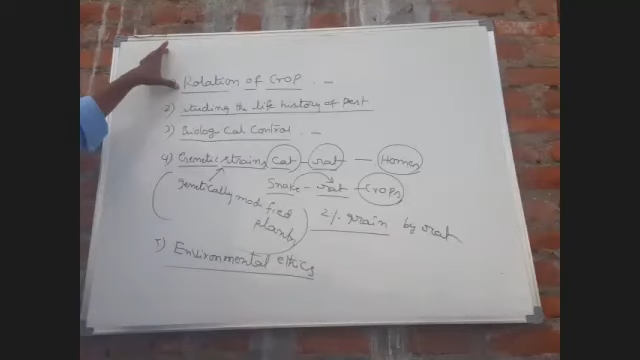 Rotation of Crop. -
2) studing the life history of pest
3) Biological Control. -
4) Genetic strains Cat - rat - Homes
Snake - rat - Crops
(genetically modified plants) 2% grain by rat
5) Environmental ethics